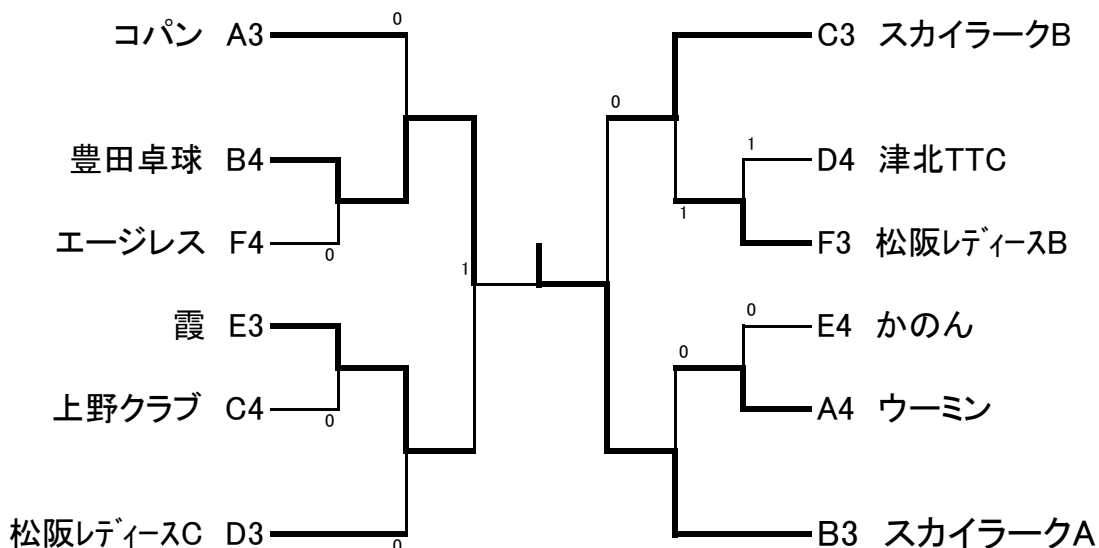 0
コパン A3
C3 スカイラークB
0
豊田卓球 B4
1
D4 津北TTC
エージレス F4
0
1
F3 松阪レディースB
1
霞 E3
0
E4 かのん
0
上野クラブ C4
0
A4 ウーミン
松阪レディースC D3
0
B3 スカイラークA